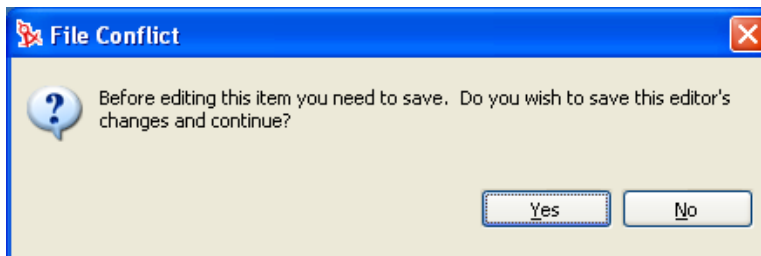 File Conflict
Before editing this item you need to save.  Do you wish to save this editor's
changes and continue?
Yes
No